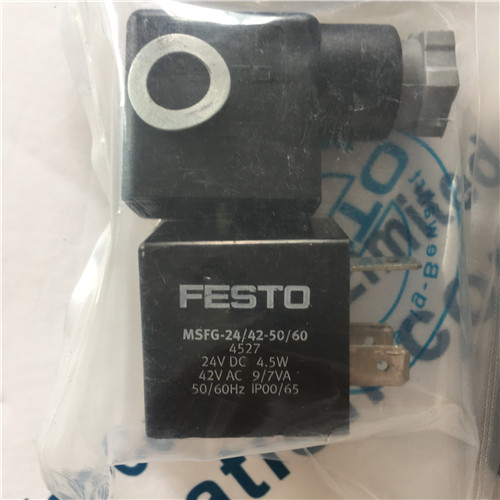 FESTO
MSFG-24/42-50/60
4527
24V DC 4.5W
42V AC 9/7VA
50/60Hz IP00/65
Limited